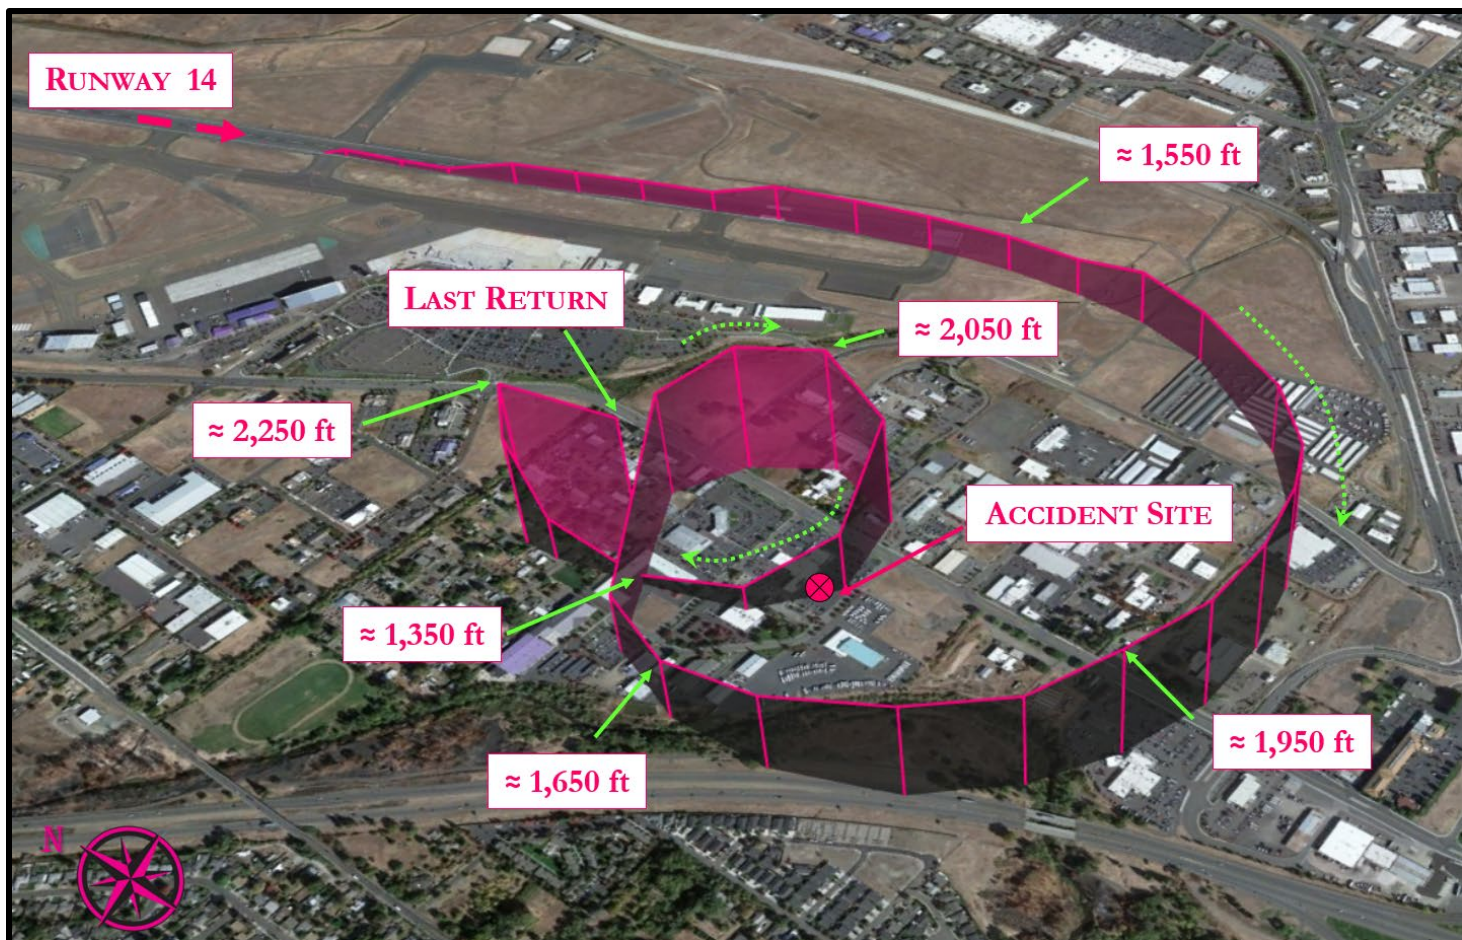 RUNWAY 14
≈ 1,550 ft
LAST RETURN
≈ 2,050 ft
≈ 2,250 ft
ACCIDENT SITE
≈ 1,350 ft
≈ 1,950 ft
≈ 1,650 ft
N